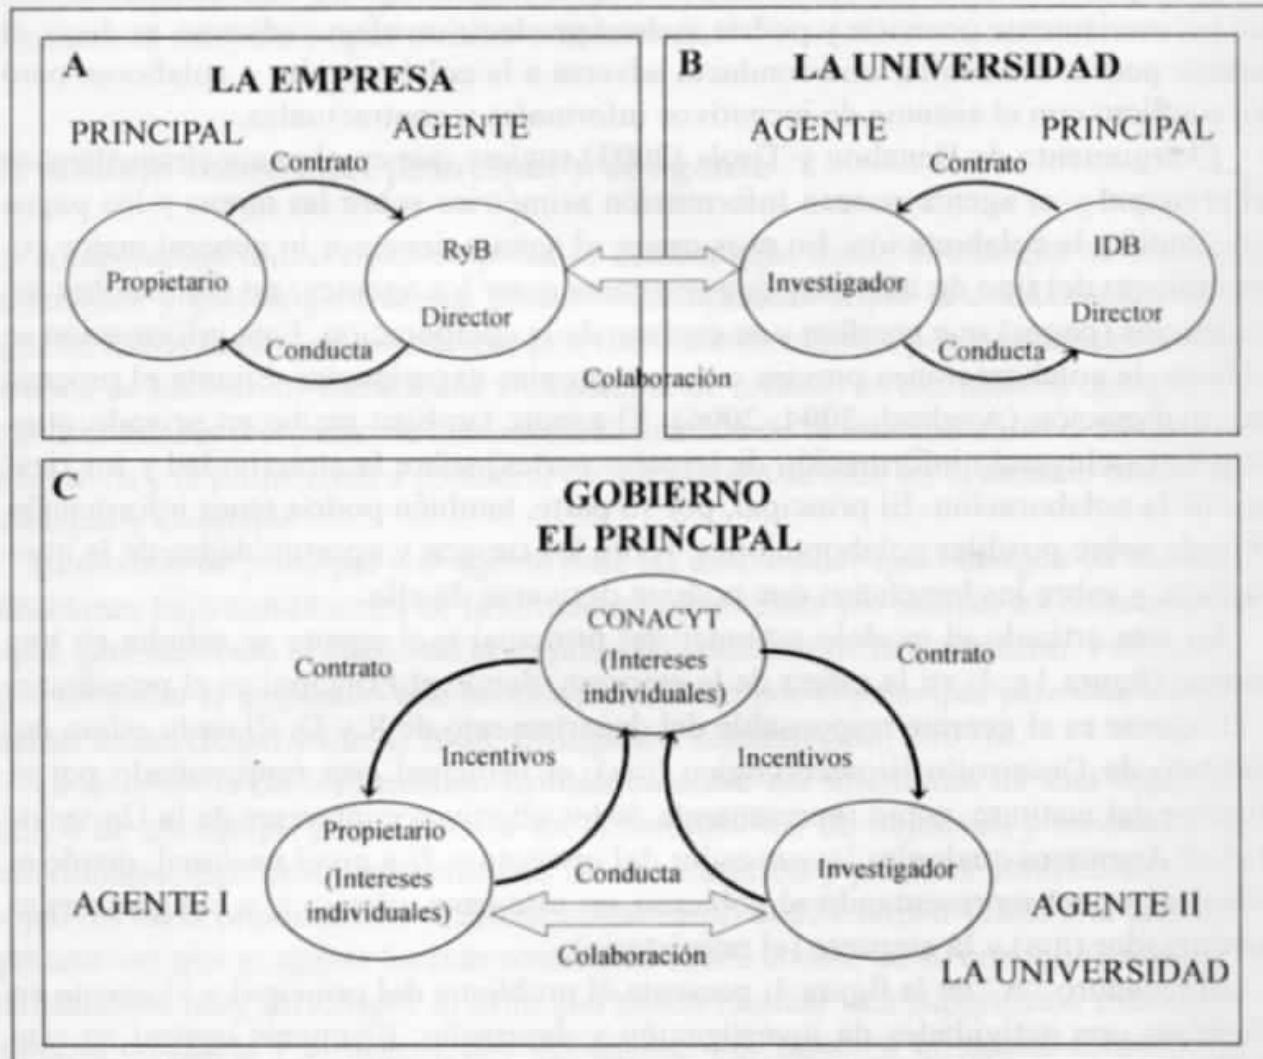 A
LA EMPRESA
PRINCIPAL
AGENTE
Contrato
Propietario
RyB
Director
Conducta
B
LA UNIVERSIDAD
AGENTE
PRINCIPAL
Contrato
Investigador
IDB
Director
Conducta
Colaboración
C
GOBIERNO
EL PRINCIPAL
CONACYT
(Intereses
individuales)
Contrato
Contrato
Incentivos
Incentivos
Propietario
(Intereses
individuales)
AGENTE I
Conducta
Colaboración
Investigador
AGENTE II
LA UNIVERSIDAD